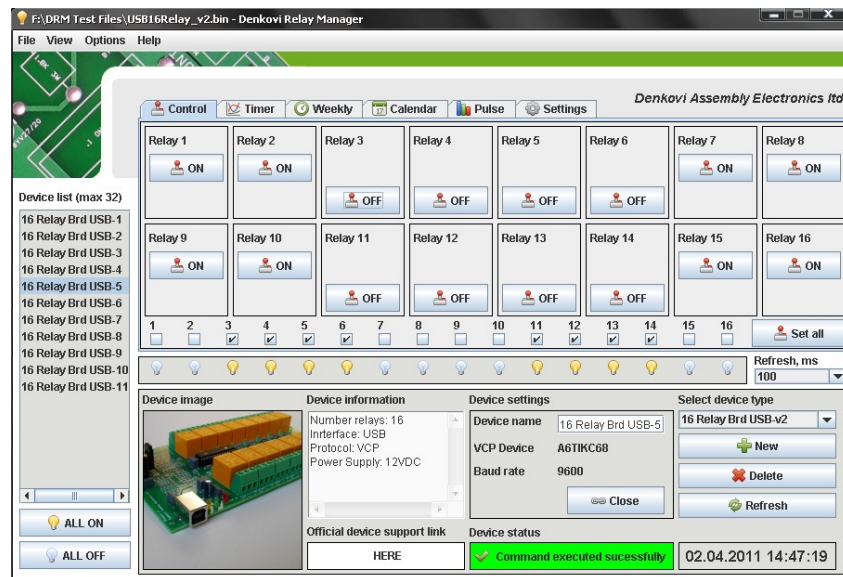 F:\DRM Test Files\USB16Relay_v2.bin - Denkovi Relay Manager
File View Options Help
Denkovi Assembly Electronics ltd
Control Timer Weekly Calendar Pulse Settings
Relay 1 Relay 2 Relay 3 Relay 4 Relay 5 Relay 6 Relay 7 Relay 8
ON ON OFF OFF OFF OFF ON ON
Relay 9 Relay 10 Relay 11 Relay 12 Relay 13 Relay 14 Relay 15 Relay 16
ON ON OFF OFF OFF OFF ON ON
1 2 3 4 5 6 7 8 9 10 11 12 13 14 15 16
Set all
Refresh, ms
100
Device list (max 32)
16 Relay Brd USB-1
16 Relay Brd USB-2
16 Relay Brd USB-3
16 Relay Brd USB-4
16 Relay Brd USB-5
16 Relay Brd USB-6
16 Relay Brd USB-7
16 Relay Brd USB-8
16 Relay Brd USB-9
16 Relay Brd USB-10
16 Relay Brd USB-11
ALL ON
ALL OFF
Device image
Device information
Number relays: 16
Inrterface: USB
Protocol: VCP
Power Supply: 12VDC
Official device support link
HERE
Device settings
Device name 16 Relay Brd USB-5
VCP Device A6TIKC68
Baud rate 9600
Close
Device status
Command executed sucessfully
Select device type
16 Relay Brd USB-v2
New
Delete
Refresh
02.04.2011 14:47:19